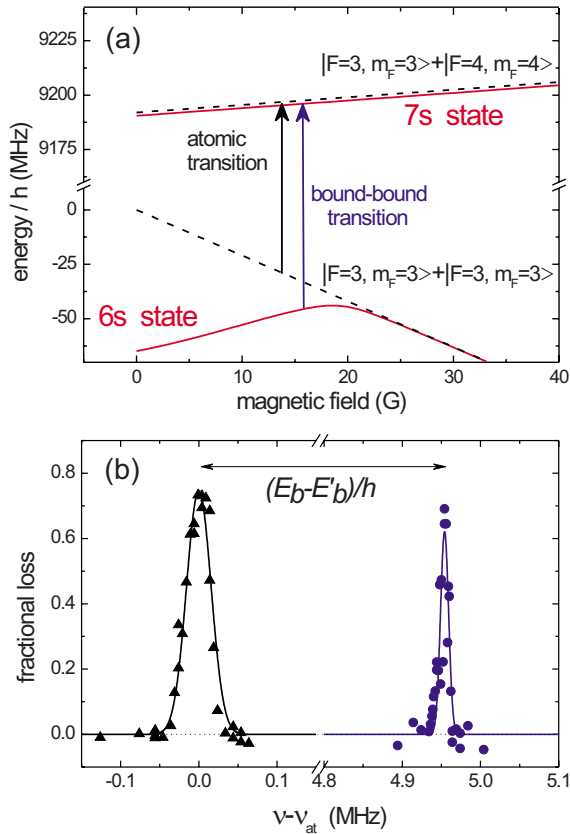 (a)
|F=3, m_F=3>+|F=4, m_F=4>
7s state
atomic
transition
bound-bound
transition
|F=3, m_F=3>+|F=3, m_F=3>
6s state
energy / h (MHz)
9225
9200
9175
0
-25
-50
0 10 20 30 40
magnetic field (G)
(b)
(E_b-E'_b)/h
fractional loss
0.8
0.6
0.4
0.2
0.0
-0.1 0.0 0.1 4.8 4.9 5.0 5.1
ν-ν_at (MHz)